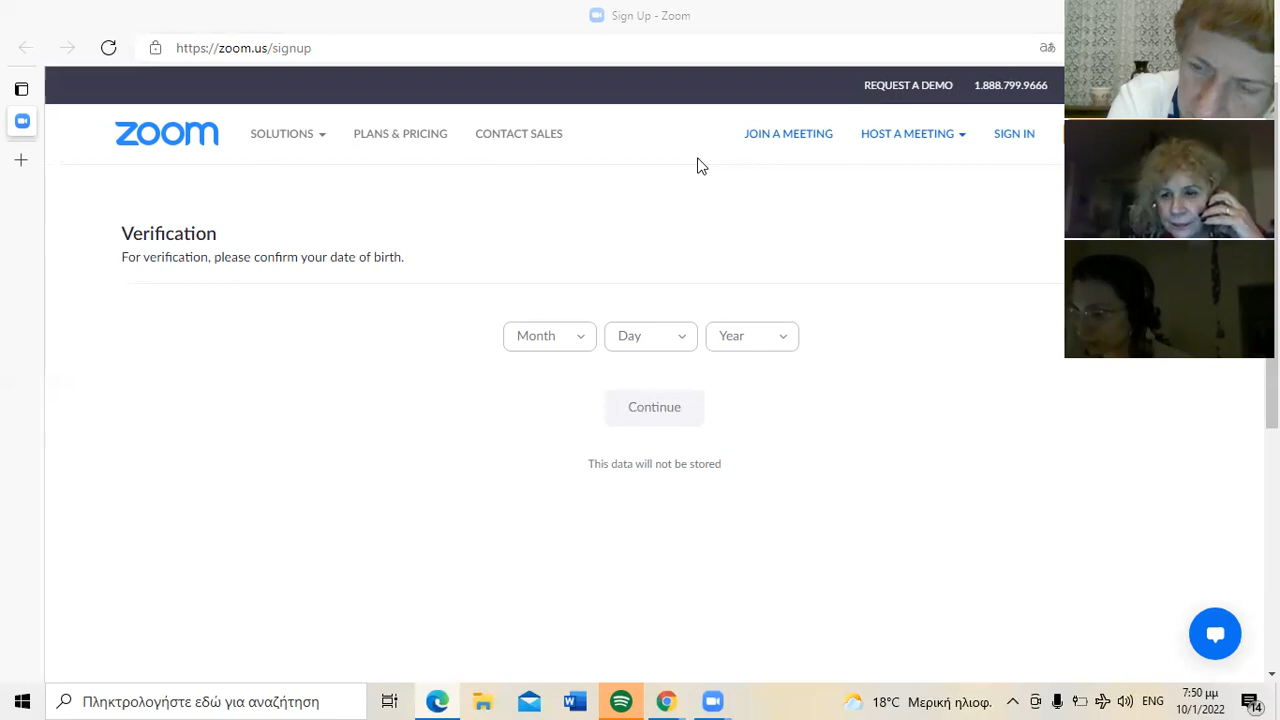 Sign Up - Zoom
https://zoom.us/signup
aあ
REQUEST A DEMO 1.888.799.9666
zoom SOLUTIONS PLANS & PRICING CONTACT SALES JOIN A MEETING HOST A MEETING SIGN IN
Verification
For verification, please confirm your date of birth.
Month Day Year
Continue
This data will not be stored
Πληκτρολογήστε εδώ για αναζήτηση
18°C Μερική ηλιοφ.
ENG
7:50 μμ
10/1/2022
14